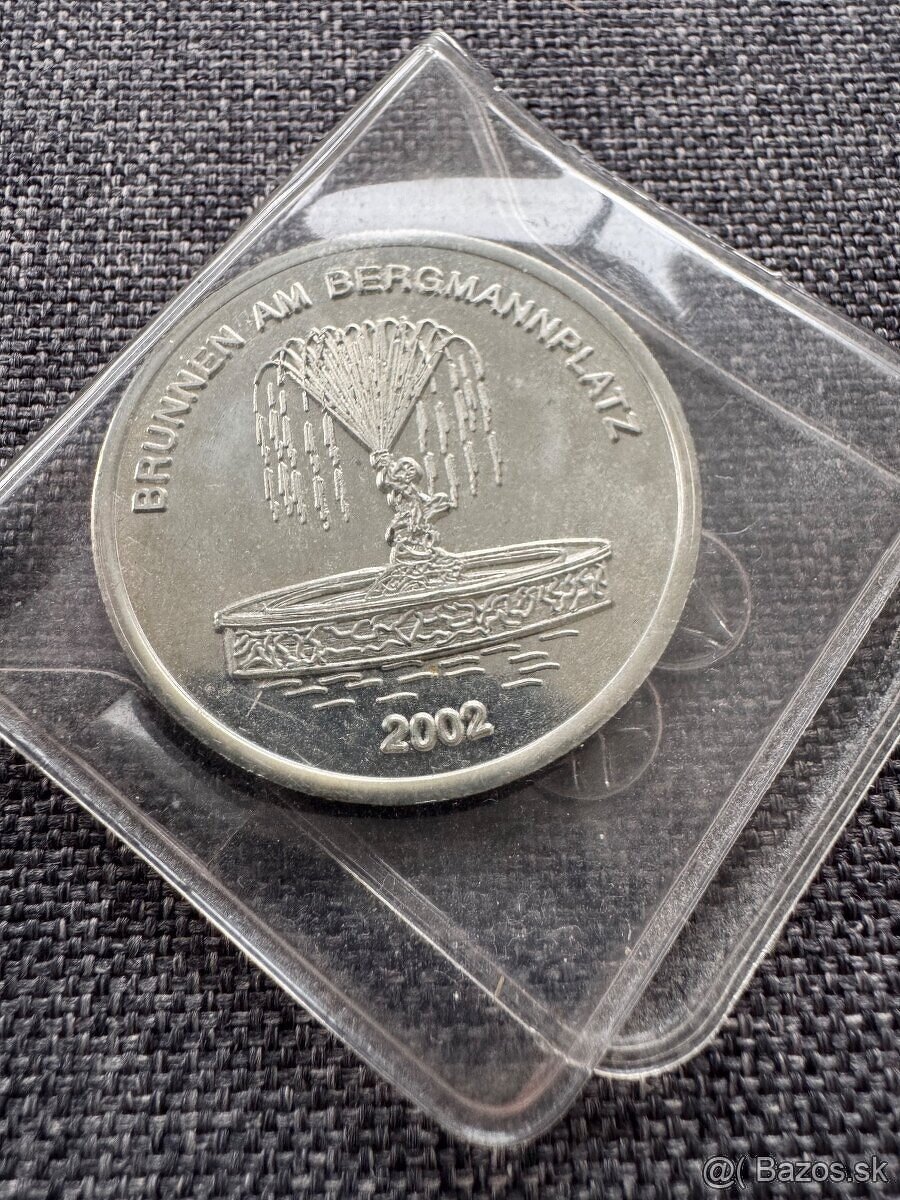 BRUNNEN AM BERGMANNPLATZ
2002
@( Bazos.sk